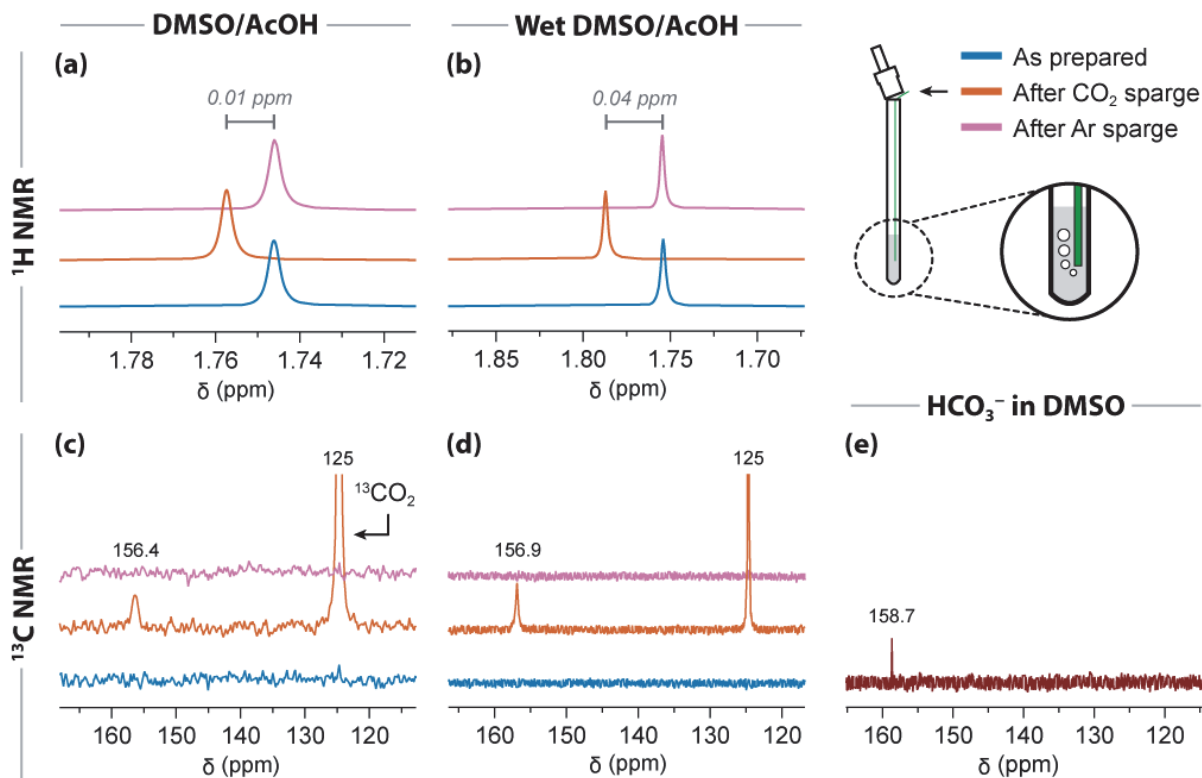 DMSO/AcOH
Wet DMSO/AcOH
(a)
(b)
As prepared
After CO₂ sparge
After Ar sparge
0.01 ppm
0.04 ppm
¹H NMR
1.78 1.76 1.74 1.72
δ (ppm)
1.85 1.80 1.75 1.70
δ (ppm)
HCO₃⁻ in DMSO
(c)
(d)
(e)
125
¹³CO₂
156.4
125
156.9
158.7
¹³C NMR
160 150 140 130 120
δ (ppm)
160 150 140 130 120
δ (ppm)
160 150 140 130 120
δ (ppm)